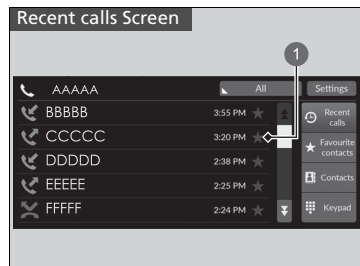 Recent calls Screen
1
AAAAA
All
Settings
BBBBB 3:55 PM
Recent
calls
CCCCC 3:20 PM
Favourite
contacts
DDDDD 2:38 PM
Contacts
EEEEE 2:25 PM
FFFFF 2:24 PM
Keypad